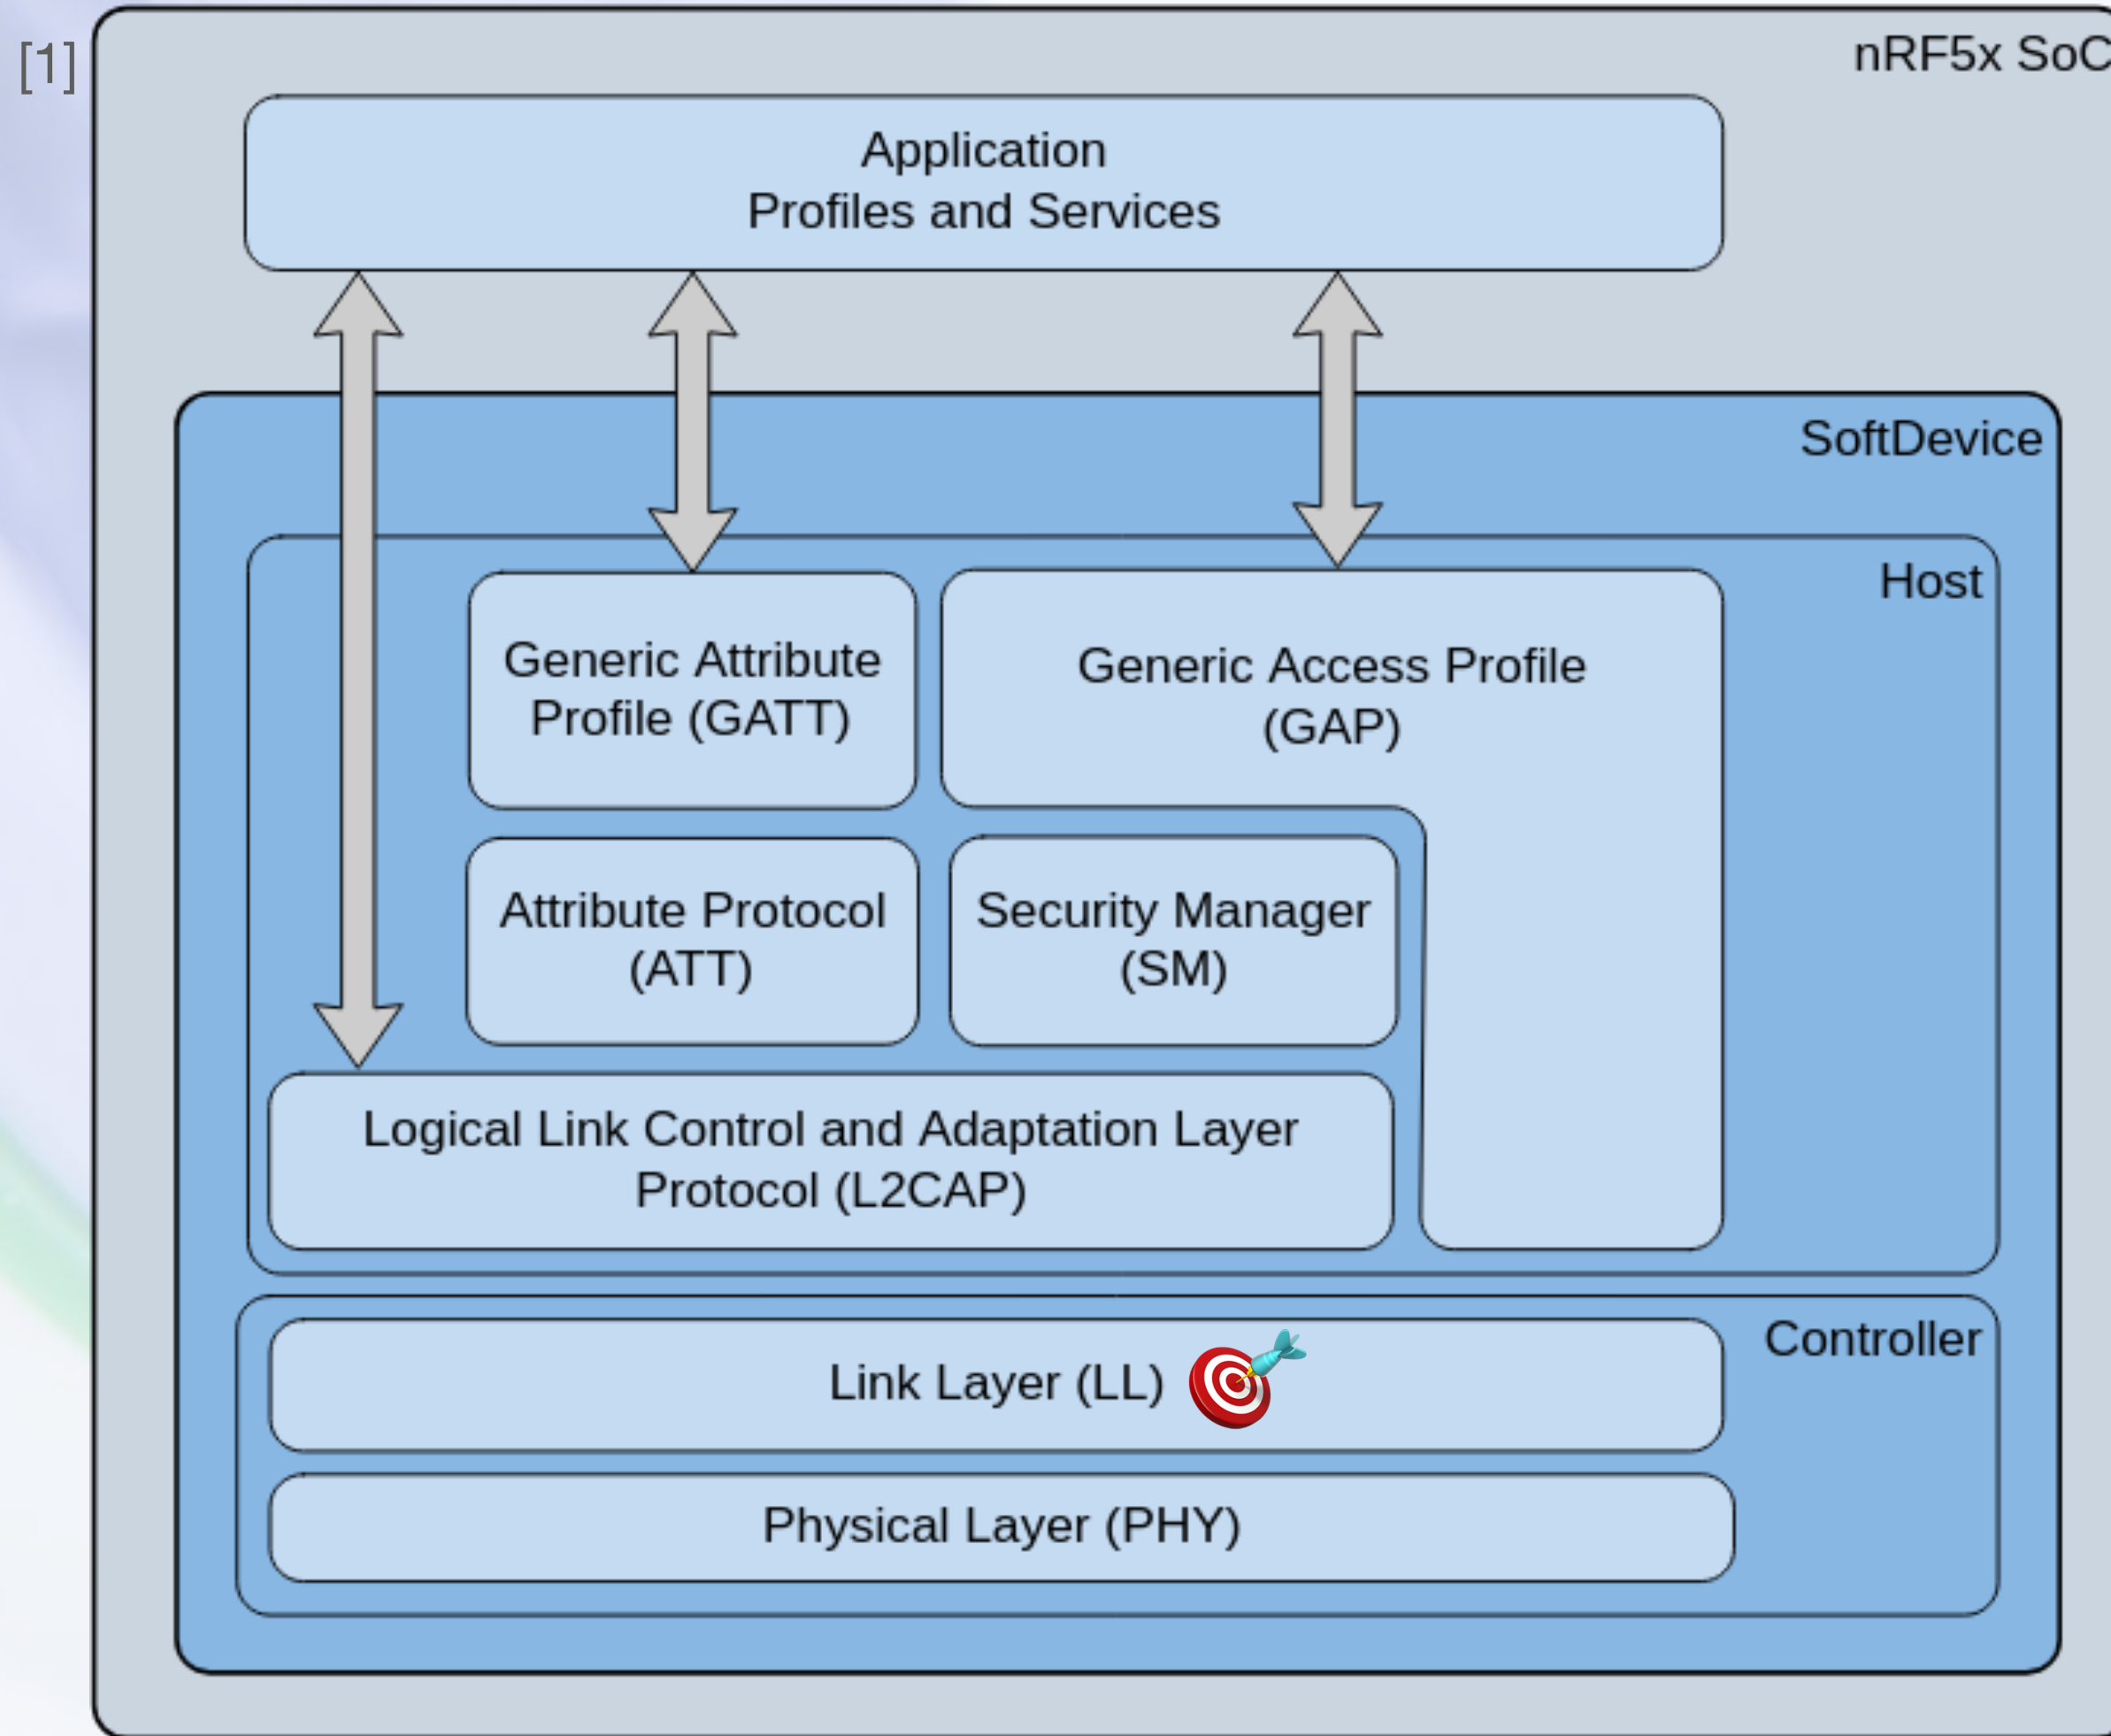 [1]
nRF5x SoC
Application
Profiles and Services
SoftDevice
Host
Generic Attribute
Profile (GATT)
Generic Access Profile
(GAP)
Attribute Protocol
(ATT)
Security Manager
(SM)
Logical Link Control and Adaptation Layer
Protocol (L2CAP)
Controller
Link Layer (LL)
Physical Layer (PHY)